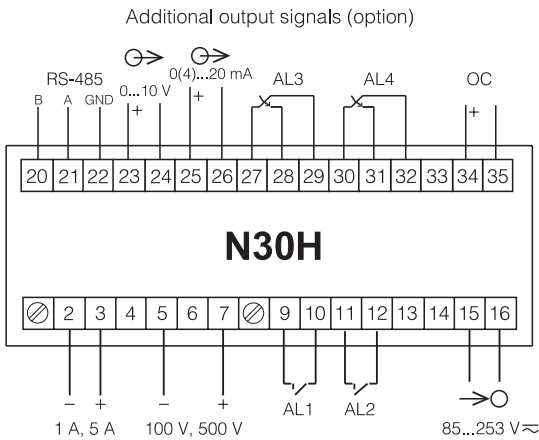 Additional output signals (option)
RS-485
0...10 V
0(4)...20 mA
AL3
AL4
OC
B A GND + + +
20 21 22 23 24 25 26 27 28 29 30 31 32 33 34 35
N30H
2 3 4 5 6 7 9 10 11 12 13 14 15 16
− + − +
AL1 AL2
1 A, 5 A 100 V, 500 V 85...253 V≂